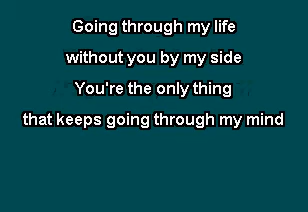 Going through my life
without you by my side
You're the only thing
that keeps going through my mind